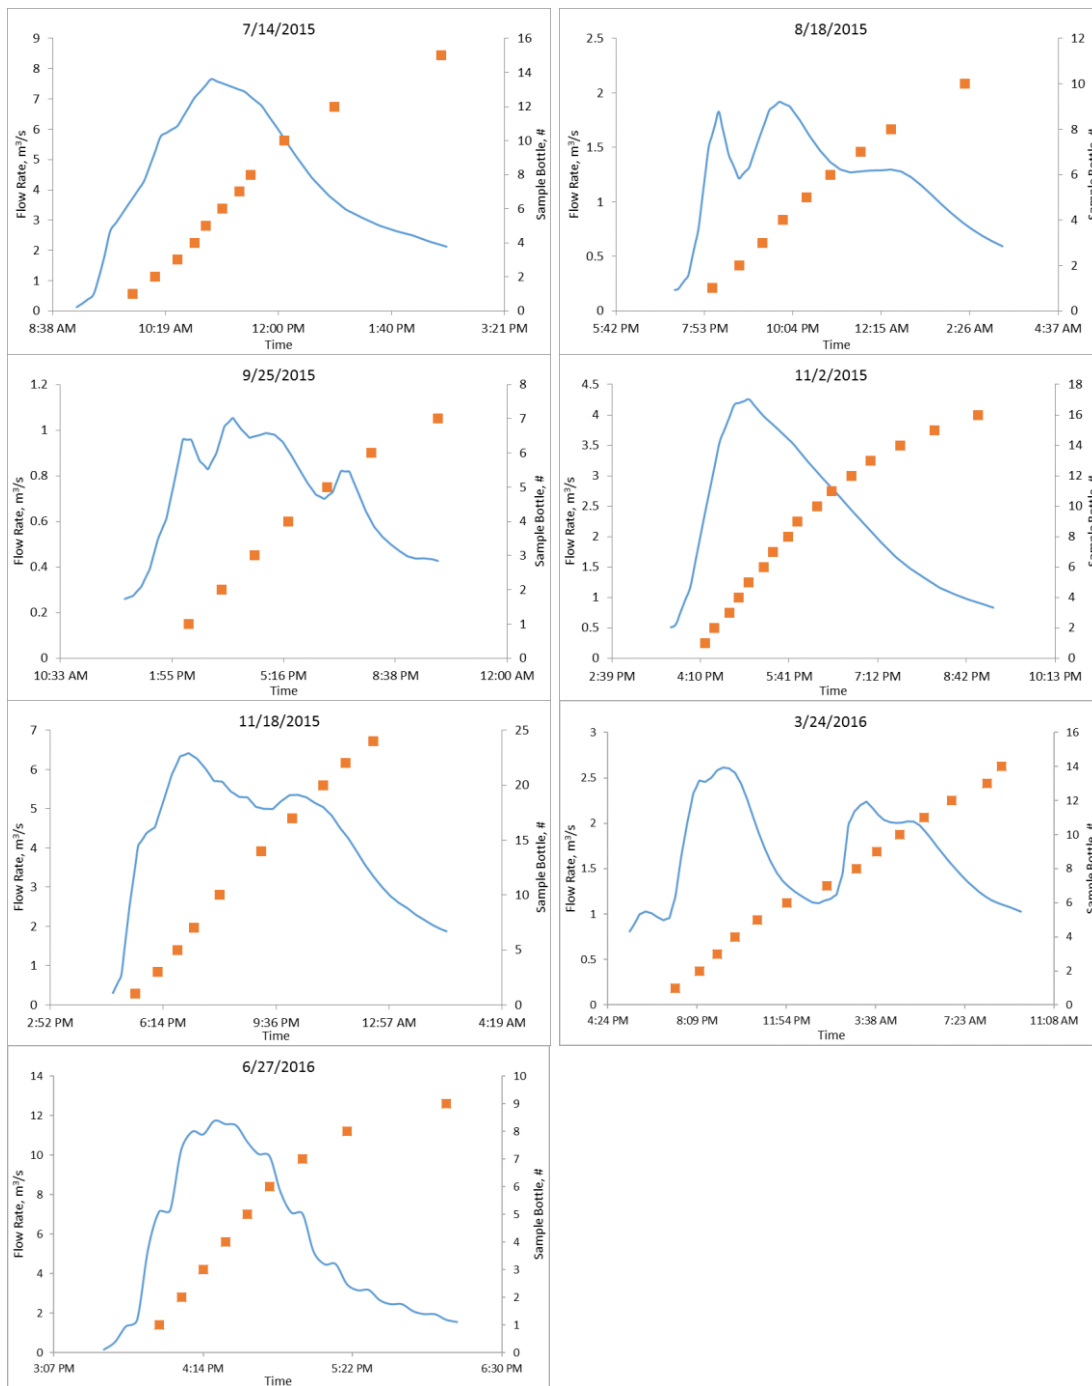 7/14/2015
9 8 7 6 5 4 3 2 1 0
Flow Rate, m³/s
16 14 12 10 8 6 4 2 0
Sample Bottle, #
8:38 AM 10:19 AM 12:00 PM 1:40 PM 3:21 PM
Time
8/18/2015
2.5 2 1.5 1 0.5 0
Flow Rate, m³/s
12 10 8 6 4 2 0
Sample Bottle, #
5:42 PM 7:53 PM 10:04 PM 12:15 AM 2:26 AM 4:37 AM
Time
9/25/2015
1.2 1 0.8 0.6 0.4 0.2 0
Flow Rate, m³/s
8 7 6 5 4 3 2 1 0
Sample Bottle, #
10:33 AM 1:55 PM 5:16 PM 8:38 PM 12:00 AM
Time
11/2/2015
4.5 4 3.5 3 2.5 2 1.5 1 0.5 0
Flow Rate, m³/s
18 16 14 12 10 8 6 4 2 0
Sample Bottle, #
2:39 PM 4:10 PM 5:41 PM 7:12 PM 8:42 PM 10:13 PM
Time
11/18/2015
7 6 5 4 3 2 1 0
Flow Rate, m³/s
25 20 15 10 5 0
Sample Bottle, #
2:52 PM 6:14 PM 9:36 PM 12:57 AM 4:19 AM
Time
3/24/2016
3 2.5 2 1.5 1 0.5 0
Flow Rate, m³/s
16 14 12 10 8 6 4 2 0
Sample Bottle, #
4:24 PM 8:09 PM 11:54 PM 3:38 AM 7:23 AM 11:08 AM
Time
6/27/2016
14 12 10 8 6 4 2 0
Flow Rate, m³/s
10 9 8 7 6 5 4 3 2 1 0
Sample Bottle, #
3:07 PM 4:14 PM 5:22 PM 6:30 PM
Time